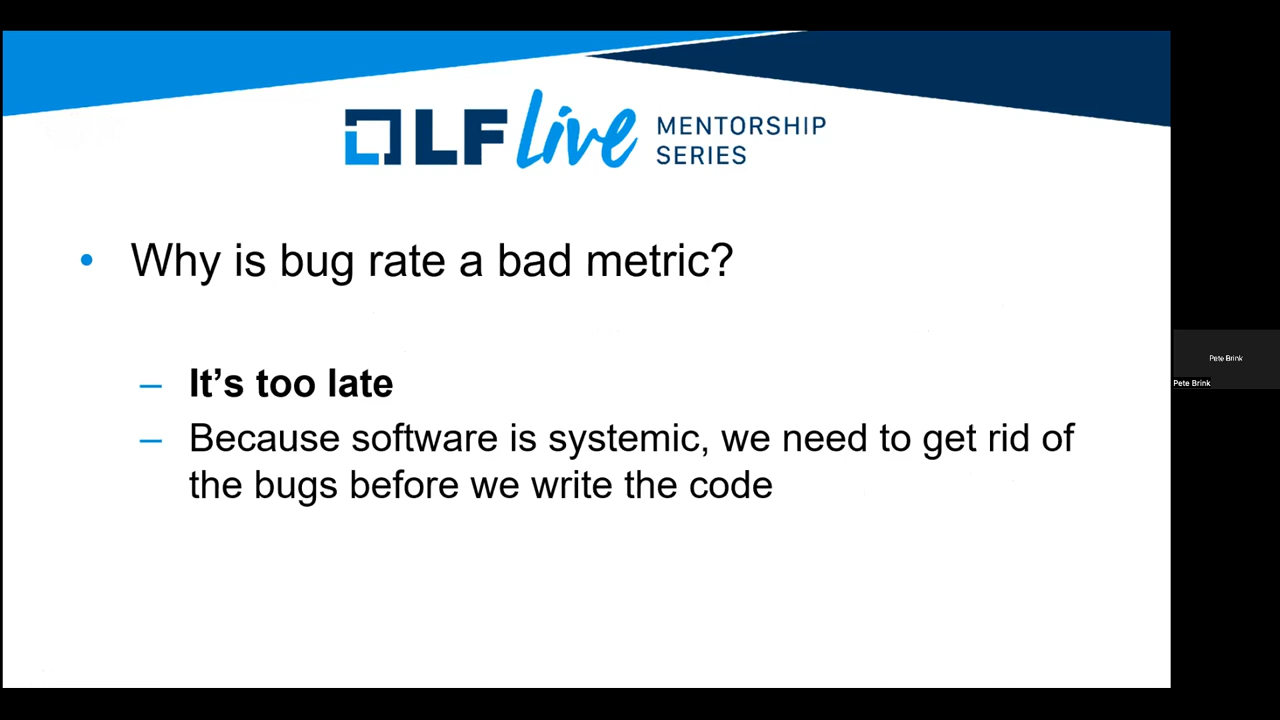 LF live MENTORSHIP
SERIES
• Why is bug rate a bad metric?
– It’s too late
– Because software is systemic, we need to get rid of
the bugs before we write the code
Pete Brink
Pete Brink